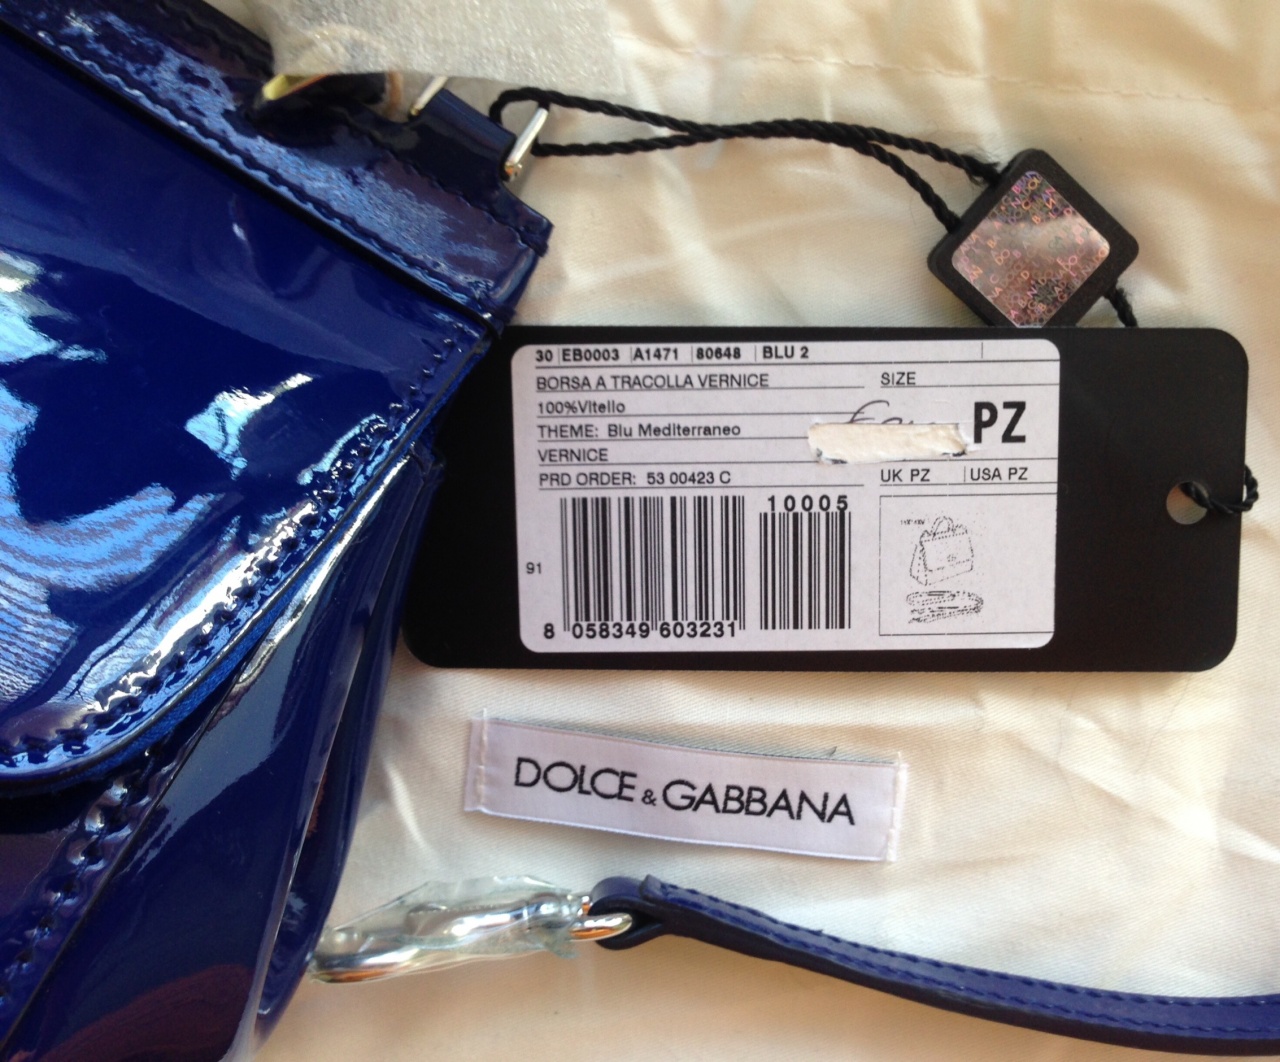 30 EB0003 A1471 80648 BLU 2
BORSA A TRACOLLA VERNICE SIZE
100%Vitello
THEME: Blu Mediterraneo PZ
VERNICE
PRD ORDER: 53 00423 C UK PZ USA PZ
10005
91
8 058349 603231
DOLCE & GABBANA